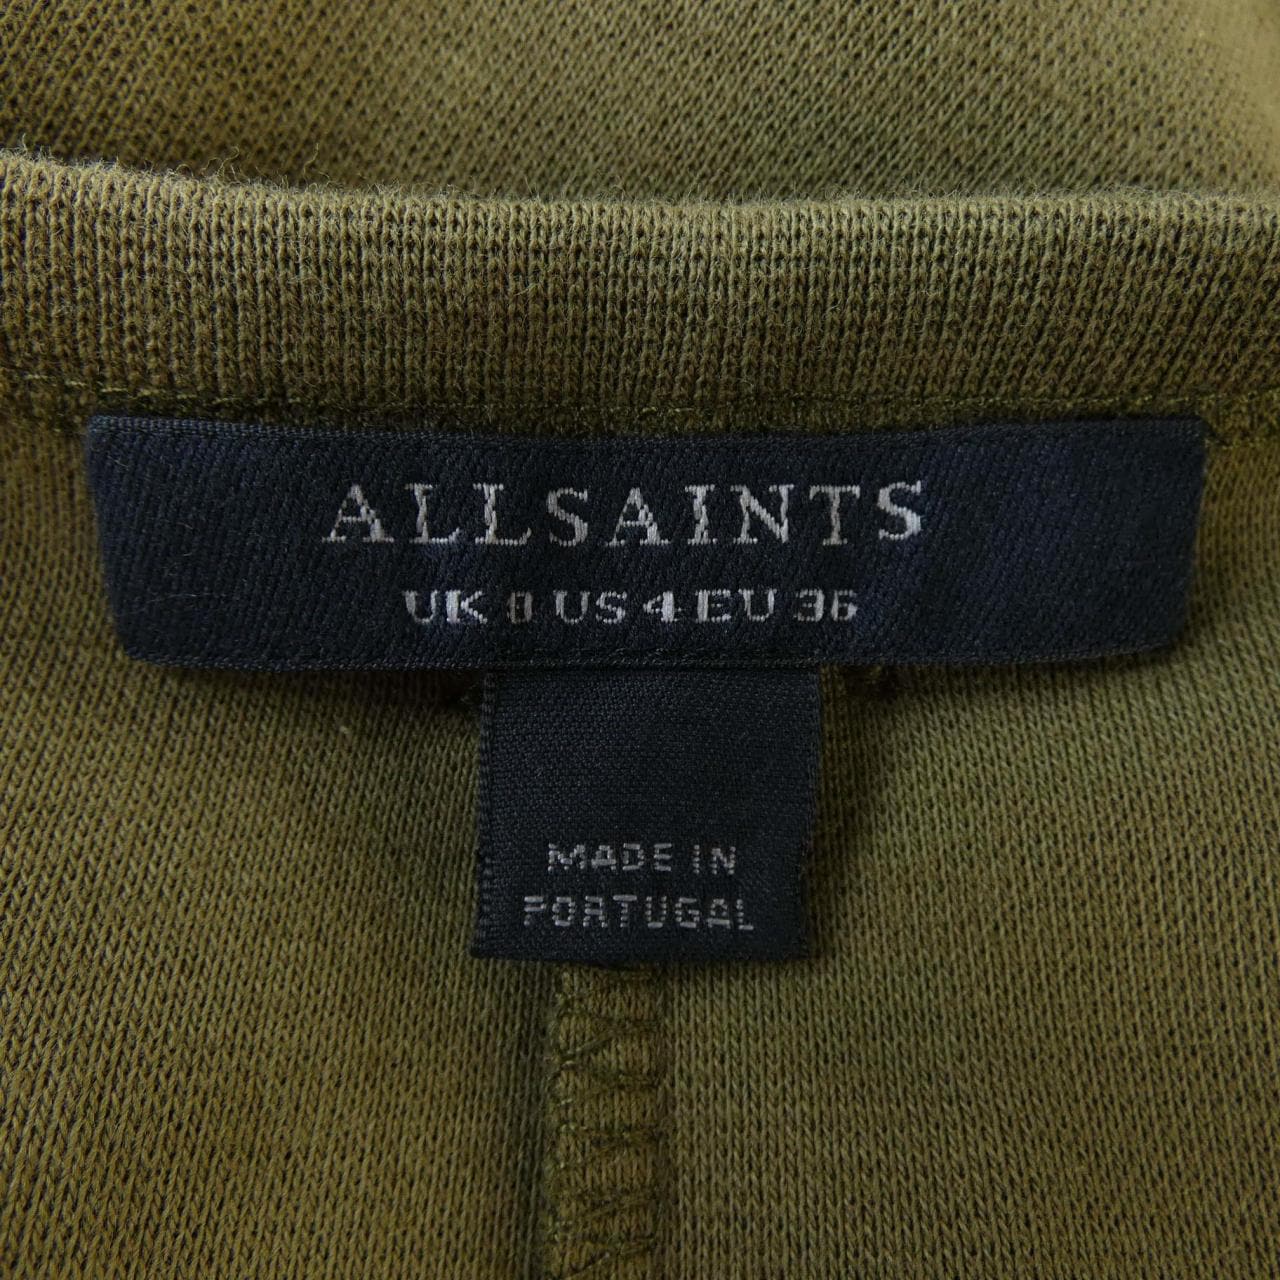 ALLSAINTS
UK 8 US 4 EU 36
MADE IN
PORTUGAL